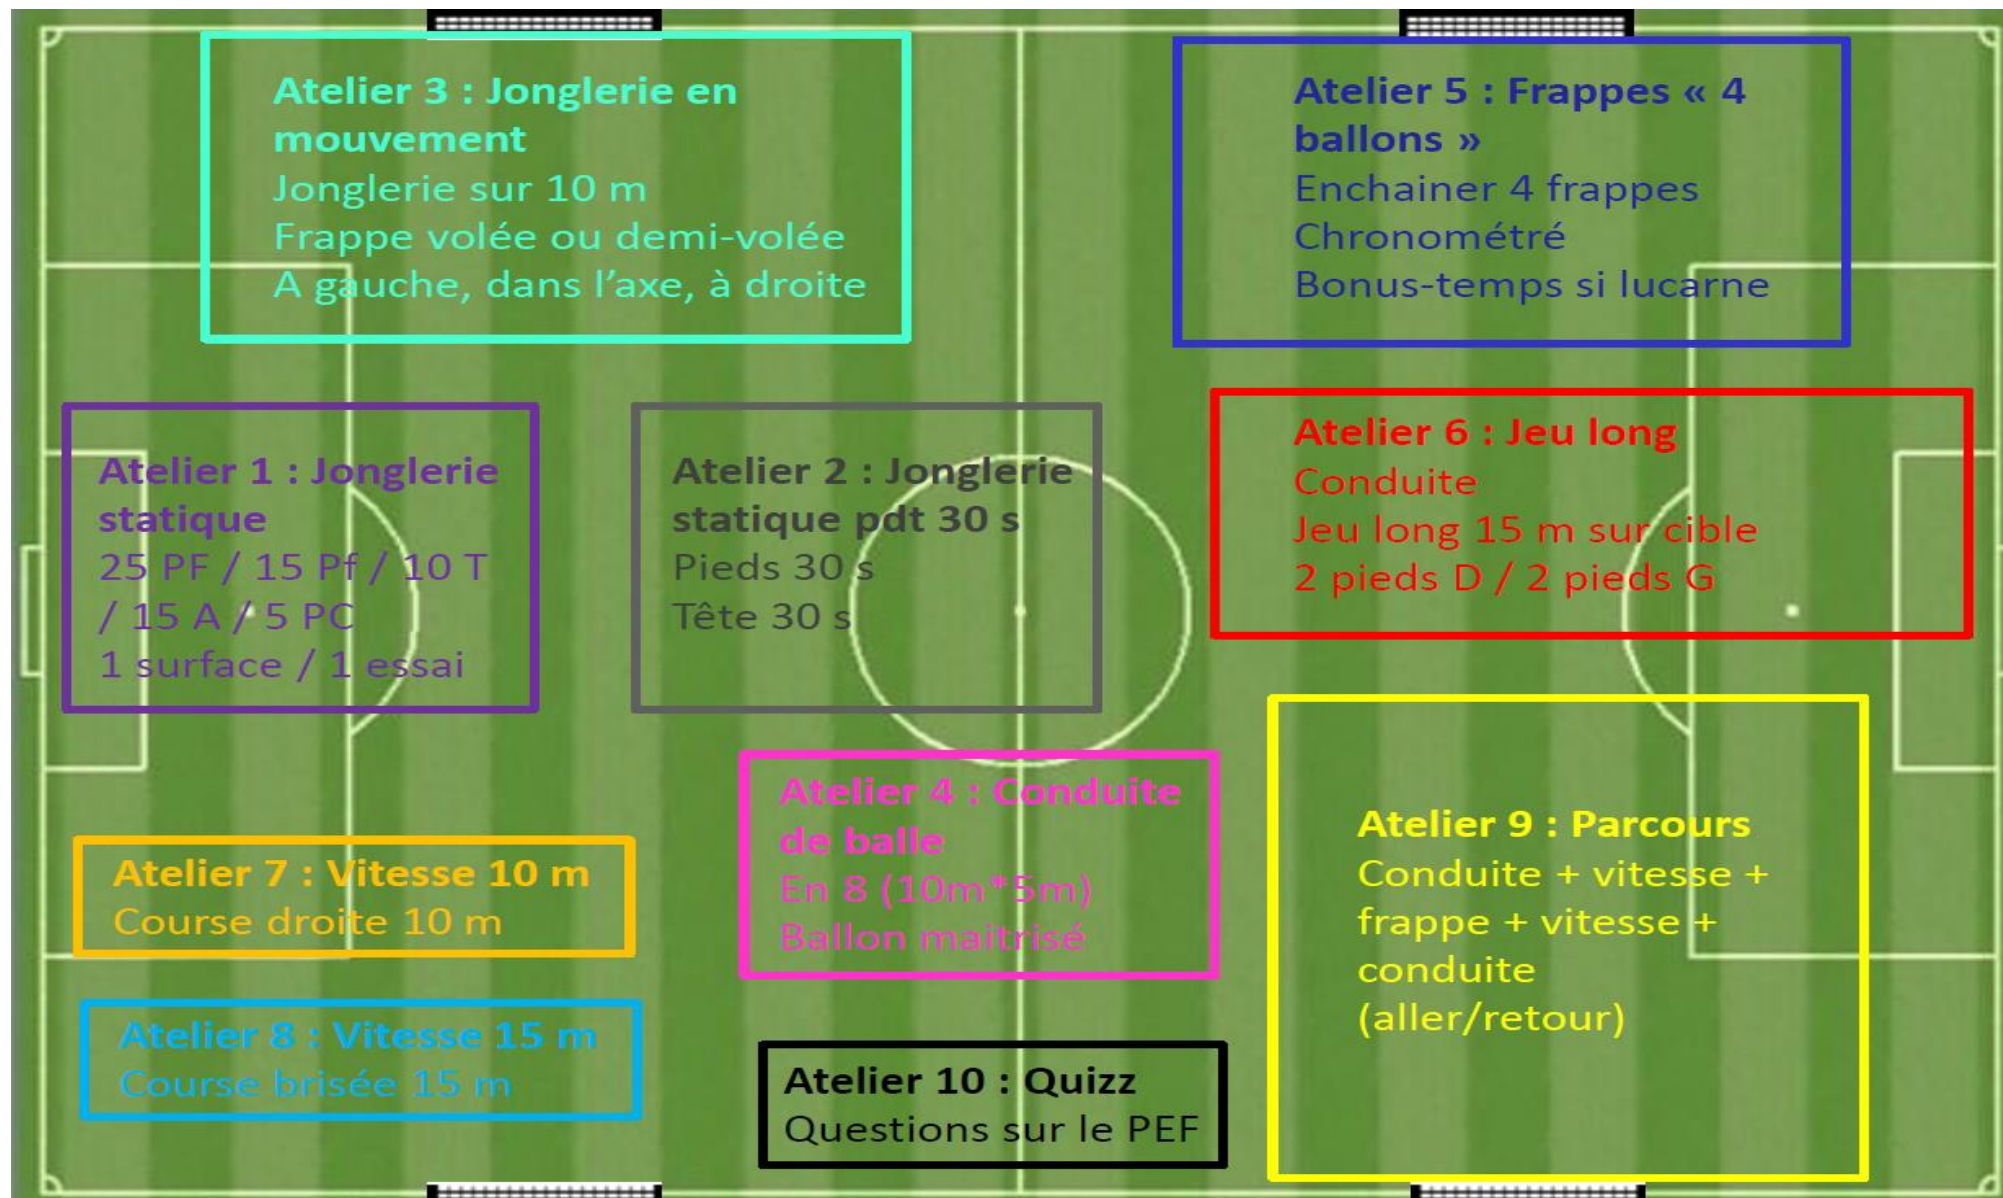 Atelier 3 : Jonglerie en
mouvement
Jonglerie sur 10 m
Frappe volée ou demi-volée
A gauche, dans l’axe, à droite
Atelier 5 : Frappes « 4
ballons »
Enchainer 4 frappes
Chronométré
Bonus-temps si lucarne
Atelier 1 : Jonglerie
statique
25 PF / 15 Pf / 10 T
/ 15 A / 5 PC
1 surface / 1 essai
Atelier 2 : Jonglerie
statique pdt 30 s
Pieds 30 s
Tête 30 s
Atelier 6 : Jeu long
Conduite
Jeu long 15 m sur cible
2 pieds D / 2 pieds G
Atelier 4 : Conduite
de balle
En 8 (10m*5m)
Ballon maitrisé
Atelier 7 : Vitesse 10 m
Course droite 10 m
Atelier 8 : Vitesse 15 m
Course brisée 15 m
Atelier 9 : Parcours
Conduite + vitesse +
frappe + vitesse +
conduite
(aller/retour)
Atelier 10 : Quizz
Questions sur le PEF